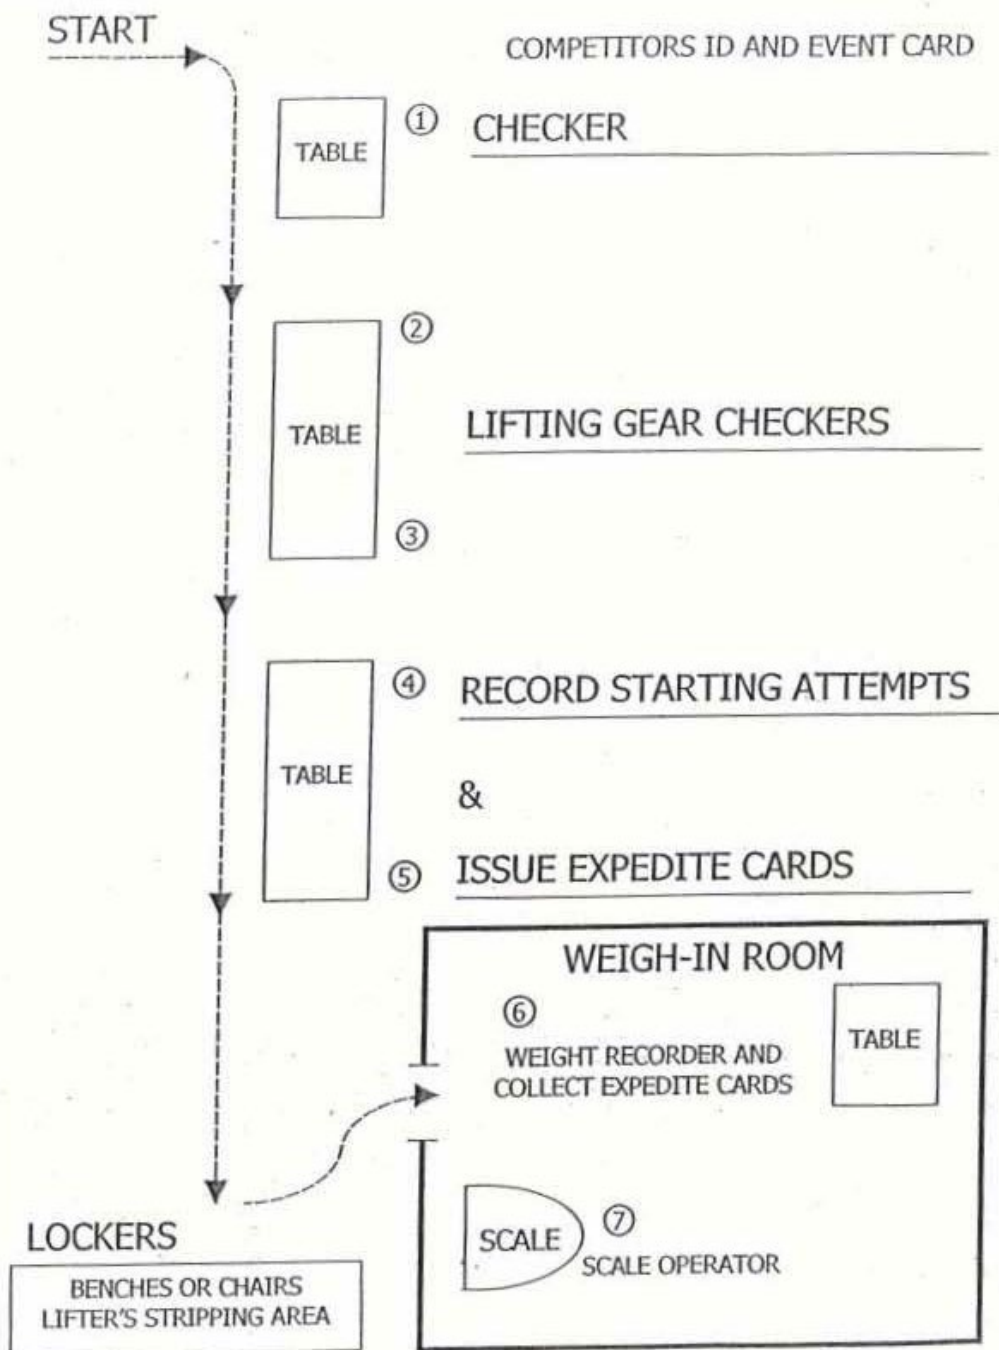 START
COMPETITORS ID AND EVENT CARD
TABLE
① CHECKER
②
TABLE
LIFTING GEAR CHECKERS
③
④ RECORD STARTING ATTEMPTS
TABLE
&
⑤ ISSUE EXPEDITE CARDS
WEIGH-IN ROOM
⑥
TABLE
WEIGHT RECORDER AND
COLLECT EXPEDITE CARDS
LOCKERS
BENCHES OR CHAIRS
LIFTER'S STRIPPING AREA
SCALE
⑦
SCALE OPERATOR